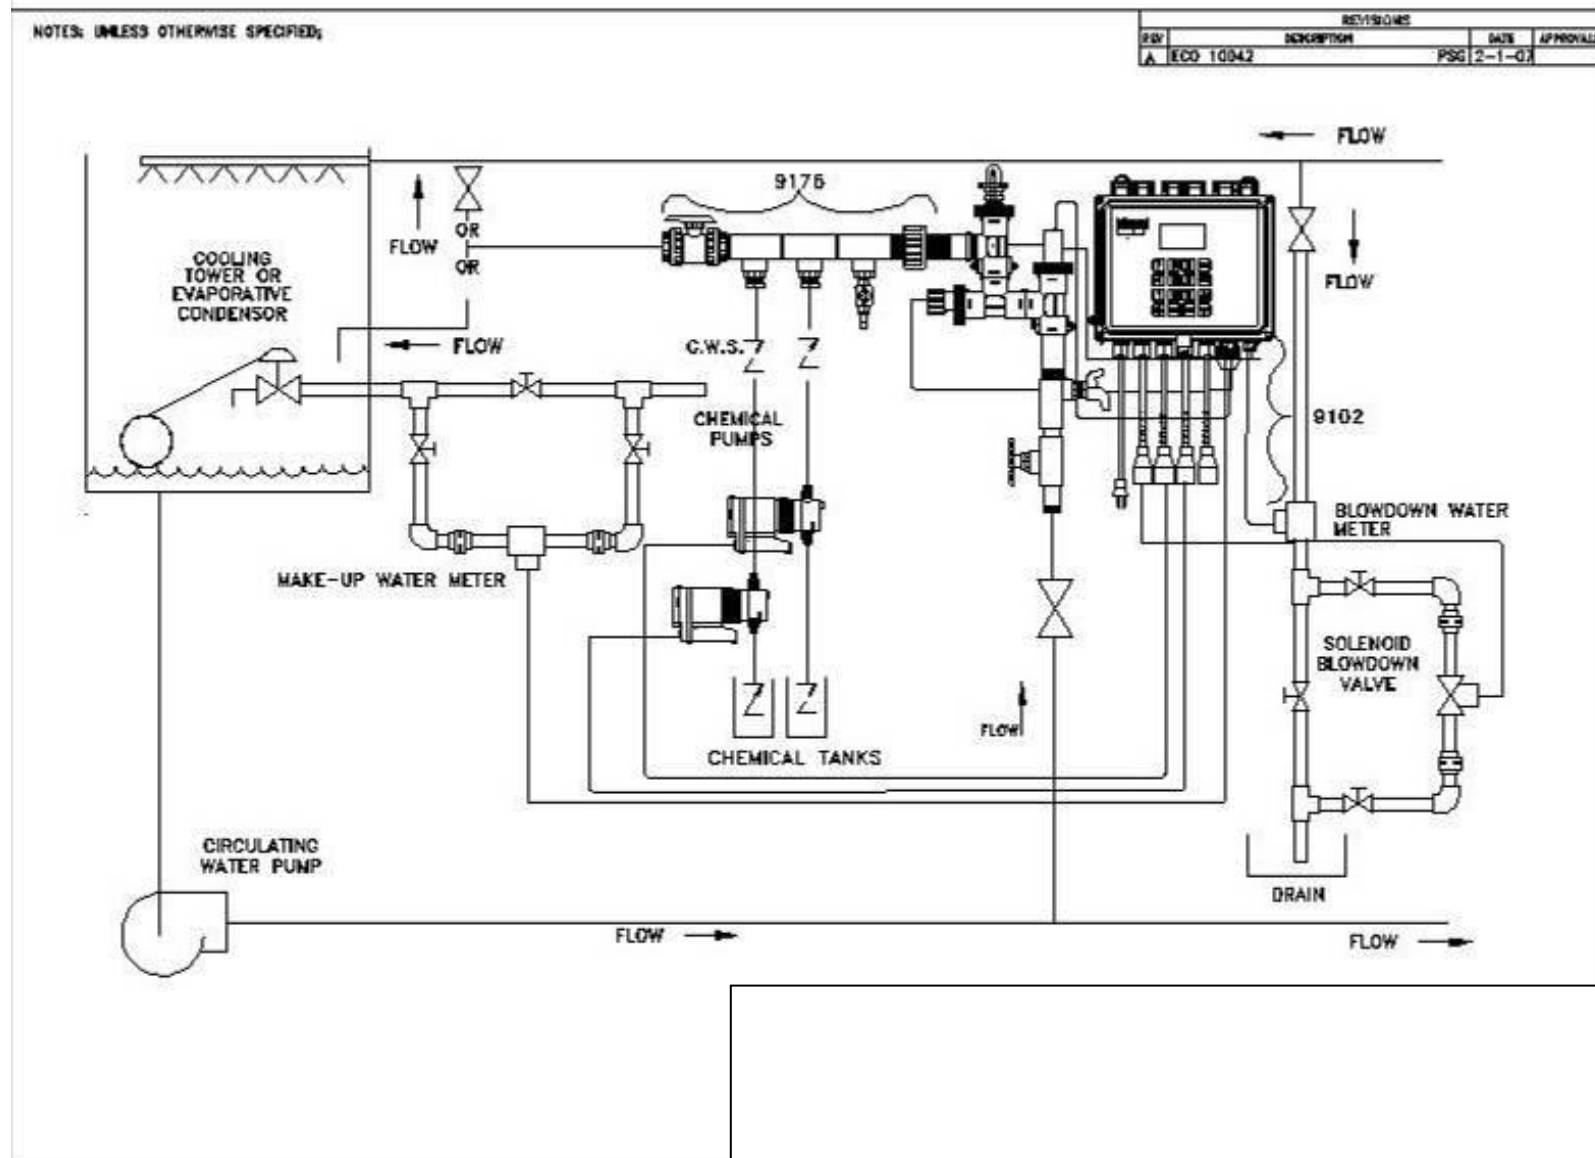 NOTES: UNLESS OTHERWISE SPECIFIED;
REVISIONS
REV DESCRIPTION DATE APPROVAL
A ECO 10042 PSG 2-1-07
FLOW
9176
FLOW
OR
OR
COOLING
TOWER OR
EVAPORATIVE
CONDENSOR
FLOW
FLOW
C.W.S.
CHEMICAL
PUMPS
9102
BLOWDOWN WATER
METER
MAKE-UP WATER METER
SOLENOID
BLOWDOWN
VALVE
FLOW
CHEMICAL TANKS
CIRCULATING
WATER PUMP
DRAIN
FLOW
FLOW